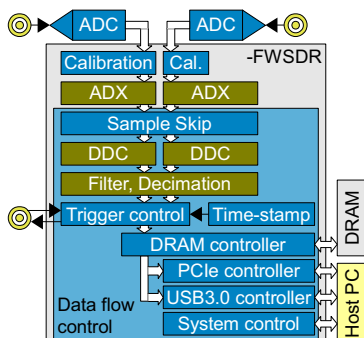 ADC ADC
Calibration Cal. -FWSDR
ADX ADX
Sample Skip
DDC DDC
Filter, Decimation
Trigger control Time-stamp
DRAM controller DRAM
PCIe controller
USB3.0 controller Host PC
Data flow
control
System control